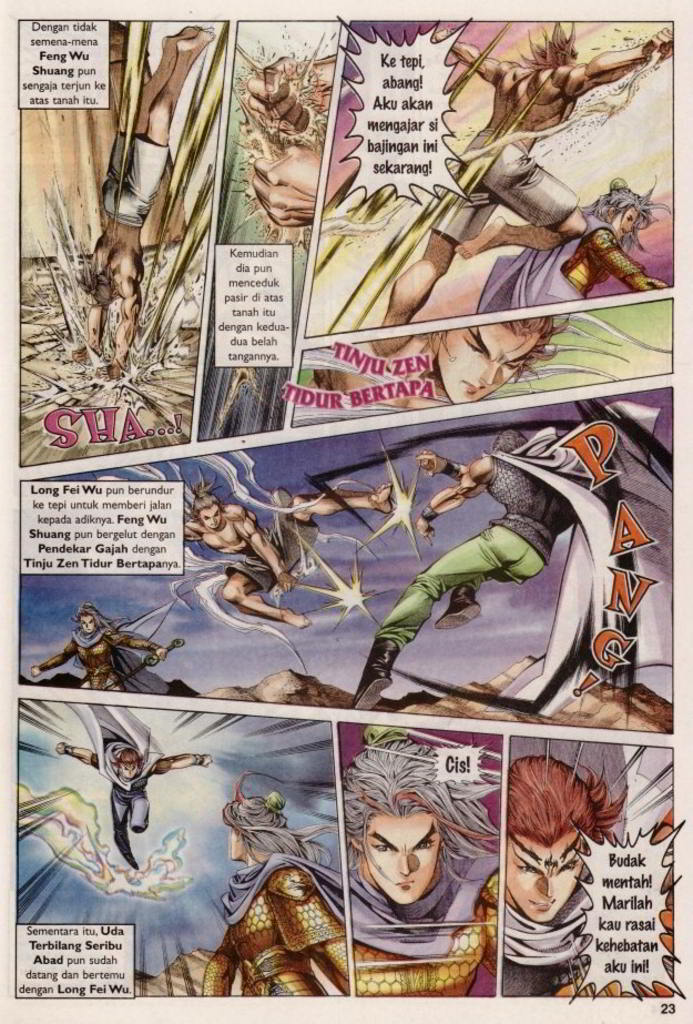 Dengan tidak
semena-mena
Feng Wu
Shuang pun
sengaja terjun ke
atas tanah itu.
SHA...!
Kemudian
dia pun
menceduk
pasir di atas
tanah itu
dengan kedua-
dua belah
tangannya.
Ke tepi,
abang!
Aku akan
mengajar si
bajingan ini
sekarang!
TINJU ZEN
TIDUR BERTAPA
Long Fei Wu pun berundur
ke tepi untuk memberi jalan
kepada adiknya. Feng Wu
Shuang pun bergelut dengan
Pendekar Gajah dengan
Tinju Zen Tidur Bertapanya.
PANG!
Sementara itu, Uda
Terbilang Seribu
Abad pun sudah
datang dan bertemu
dengan Long Fei Wu.
Cis!
Budak
mentah!
Marilah
kau rasai
kehebatan
aku ini!
23